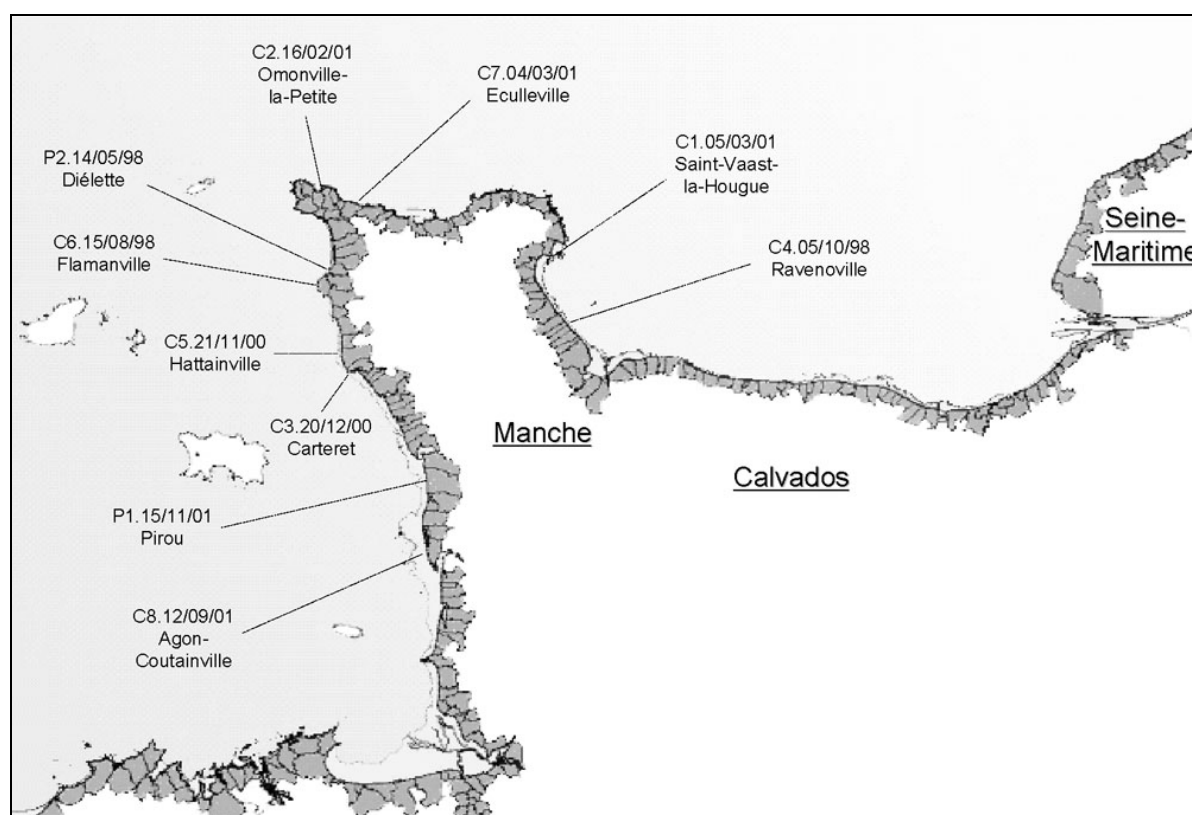 C2.16/02/01
Omonville-
la-Petite
C7.04/03/01
Eculleville
C1.05/03/01
Saint-Vaast-
la-Hougue
P2.14/05/98
Diélette
C4.05/10/98
Ravenoville
Seine-
Maritime
C6.15/08/98
Flamanville
C5.21/11/00
Hattainville
C3.20/12/00
Carteret
Manche
Calvados
P1.15/11/01
Pirou
C8.12/09/01
Agon-
Coutainville